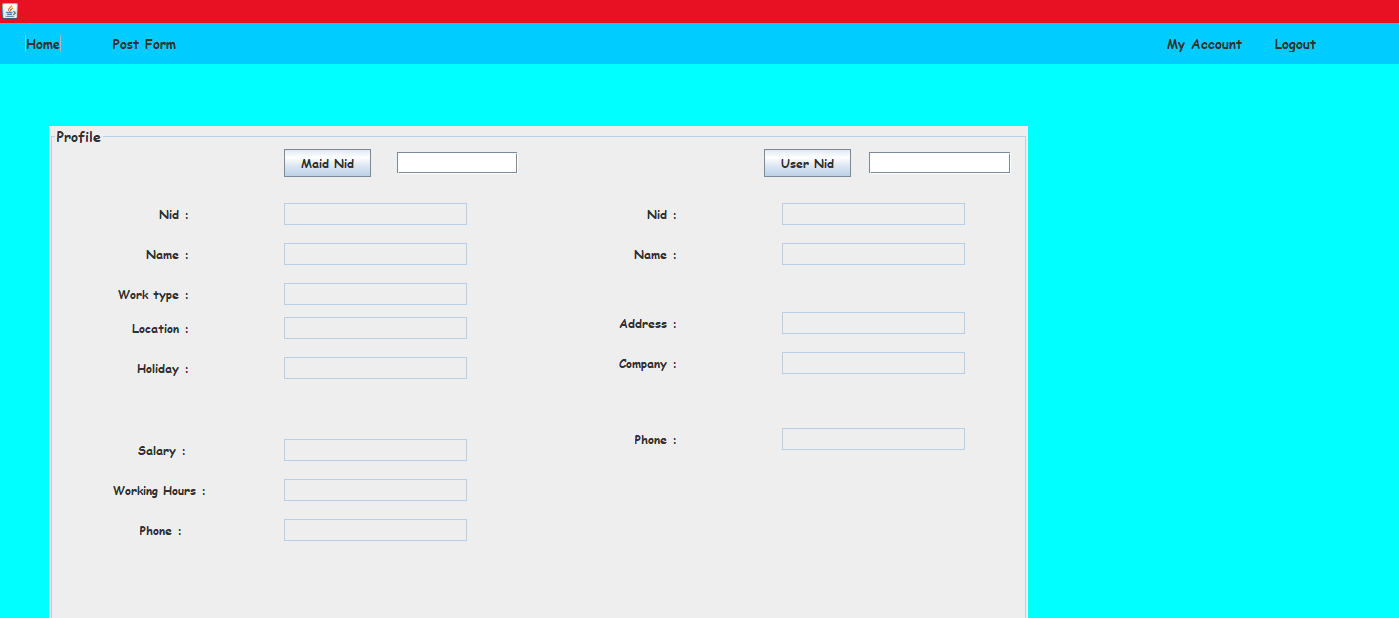 Home Post Form My Account Logout
Profile
Maid Nid User Nid
Nid : Nid :
Name : Name :
Work type :
Address :
Location :
Company :
Holiday :
Phone :
Salary :
Working Hours :
Phone :